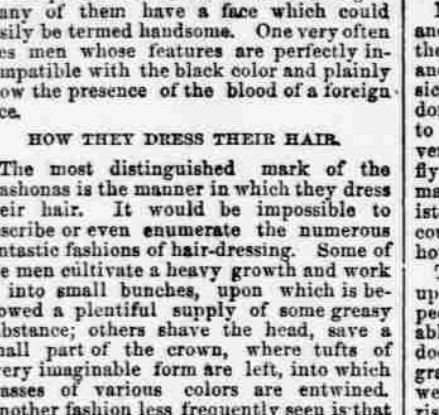 any of them have a face which could
sily be termed handsome. One very often
es men whose features are perfectly in-
mpatible with the black color and plainly
ow the presence of the blood of a foreign
ce.
HOW THEY DRESS THEIR HAIR.
The most distinguished mark of the
ashonas is the manner in which they dress
eir hair. It would be impossible to
scribe or even enumerate the numerous
ntastic fashions of hair-dressing. Some of
e men cultivate a heavy growth and work
into small bunches, upon which is be-
owed a plentiful supply of some greasy
bstance; others shave the head, save a
nall part of the crown, where tufts of
ery imaginable form are left, into which
asses of various colors are entwined.
nother fashion less frequently seen is that